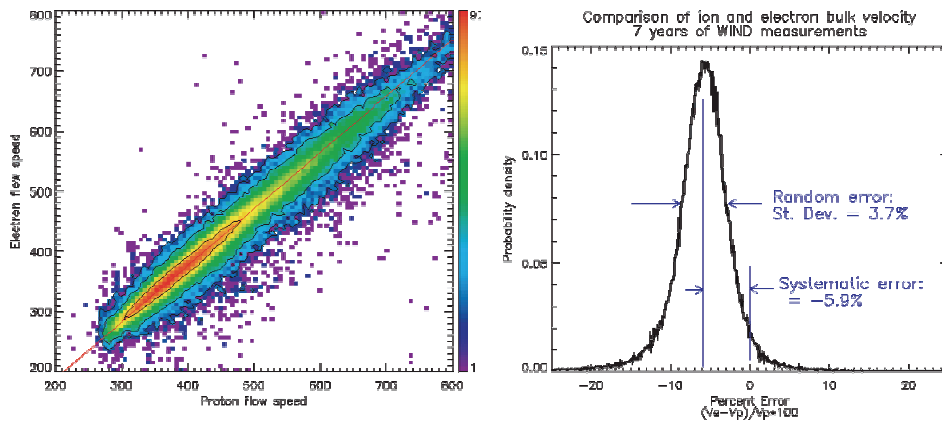 800
700
600
500
400
300
200
Electron flow speed
200 300 400 500 600 700 800
Proton flow speed
1
Comparison of ion and electron bulk velocity
7 years of WIND measurements
0.15
0.10
0.05
0.00
Probability density
Random error:
St. Dev. = 3.7%
Systematic error:
= -5.9%
-20 -10 0 10 20
Percent Error
(Ve-Vp)/Vp*100